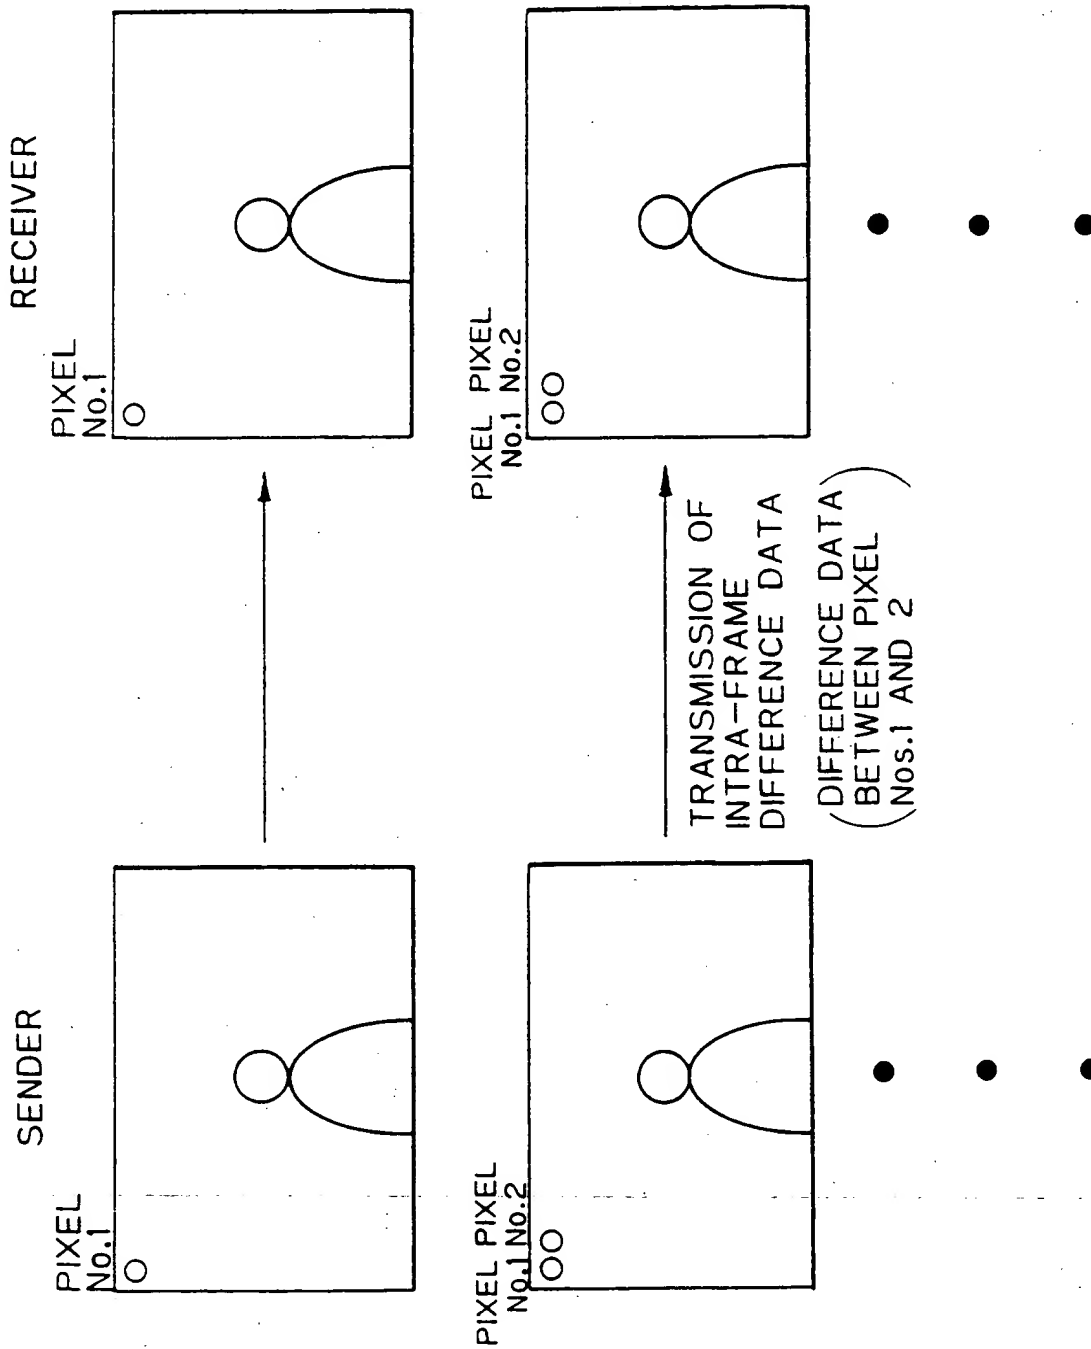 SENDER
RECEIVER
PIXEL
No.1
PIXEL
No.1
PIXEL PIXEL
No.1 No.2
PIXEL PIXEL
No.1 No.2
TRANSMISSION OF
INTRA-FRAME
DIFFERENCE DATA
(DIFFERENCE DATA
BETWEEN PIXEL
Nos.1 AND 2)